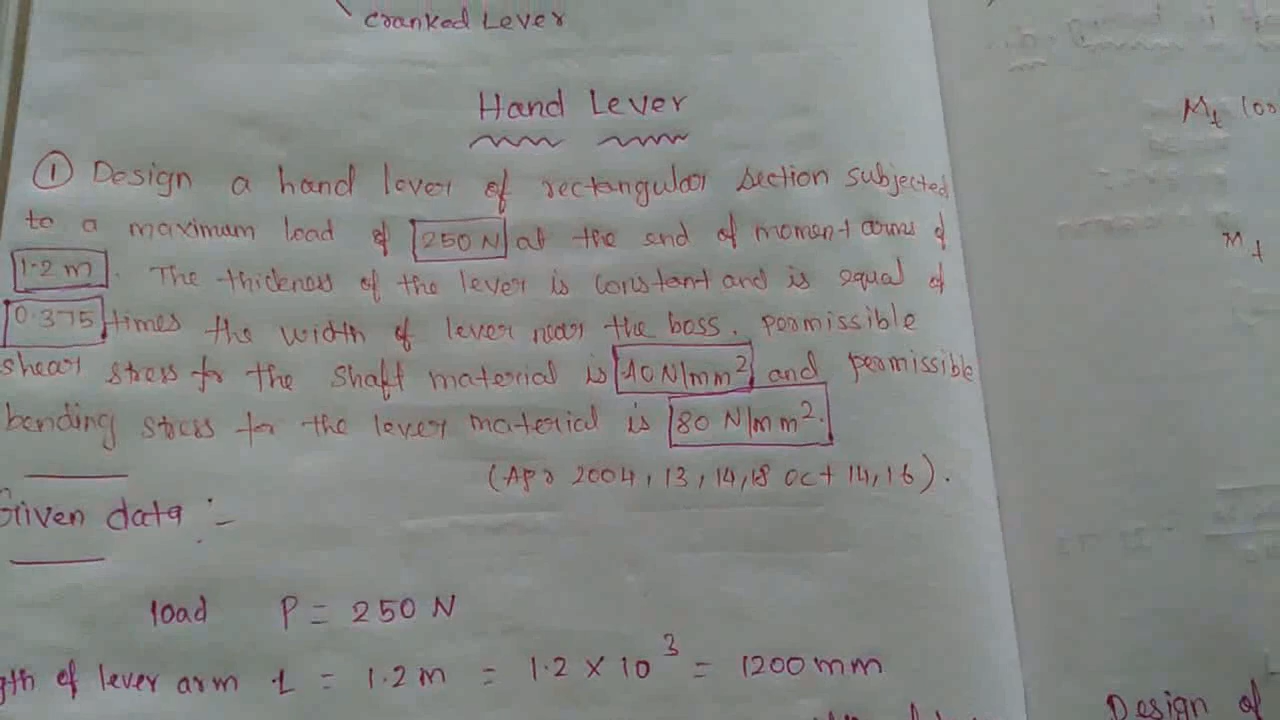 Cranked Lever
Hand Lever
① Design a hand lever of rectangular section subjected
to a maximum load of 250 N at the end of moment arms of
1.2 m. The thickness of the lever is constant and is equal of
0.375 times the width of lever near the boss. Permissible
shear stress for the shaft material is 40 N/mm² and permissible
bending stress for the lever material is 80 N/mm².
(Apr 2004, 13, 14, 18 Oct 14, 16).
Given data :-
load P = 250 N
gth of lever arm L = 1.2 m = 1.2 × 10³ = 1200 mm
Mt
Mt
Design of